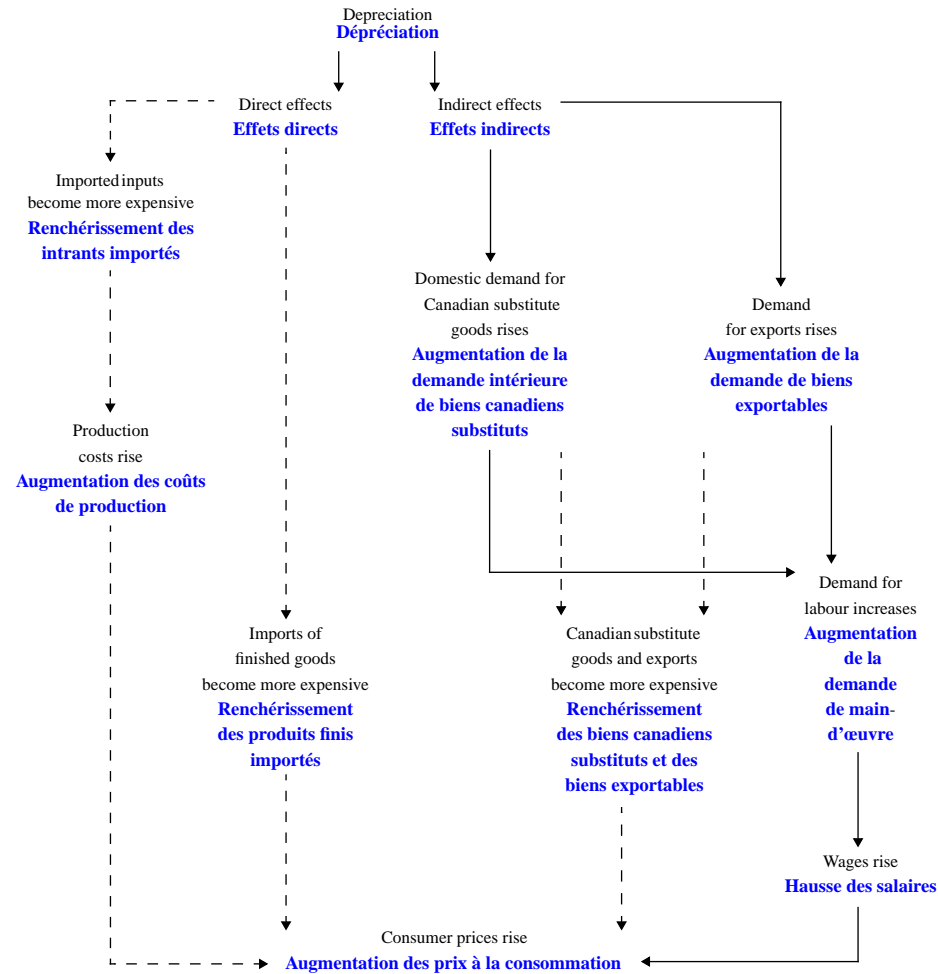 Depreciation
Dépréciation
Direct effects
Effets directs
Indirect effects
Effets indirects
Imported inputs
become more expensive
Renchérissement des
intrants importés
Domestic demand for
Canadian substitute
goods rises
Augmentation de la
demande intérieure
de biens canadiens
substituts
Demand
for exports rises
Augmentation de la
demande de biens
exportables
Production
costs rise
Augmentation des coûts
de production
Imports of
finished goods
become more expensive
Renchérissement
des produits finis
importés
Canadian substitute
goods and exports
become more expensive
Renchérissement
des biens canadiens
substituts et des
biens exportables
Demand for
labour increases
Augmentation
de la
demande
de main-
d'œuvre
Wages rise
Hausse des salaires
Consumer prices rise
Augmentation des prix à la consommation